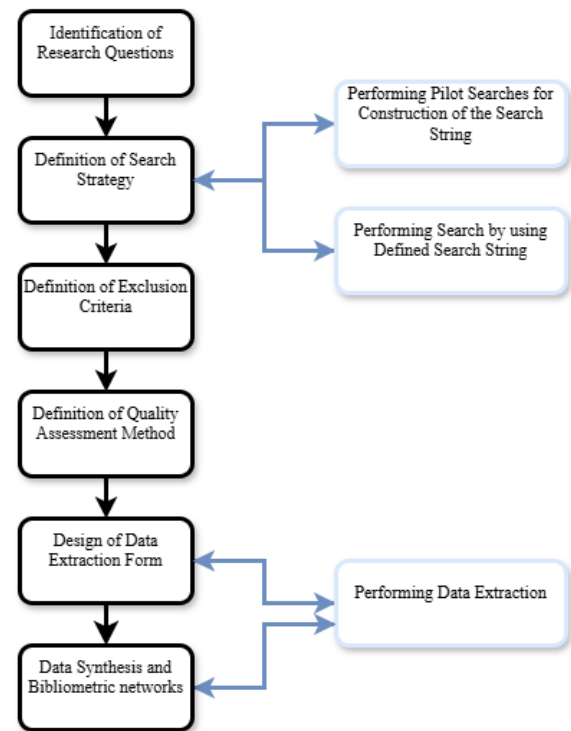 Identification of
Research Questions
Performing Pilot Searches for
Construction of the Search
String
Definition of Search
Strategy
Performing Search by using
Defined Search String
Definition of Exclusion
Criteria
Definition of Quality
Assessment Method
Design of Data
Extraction Form
Performing Data Extraction
Data Synthesis and
Bibliometric networks